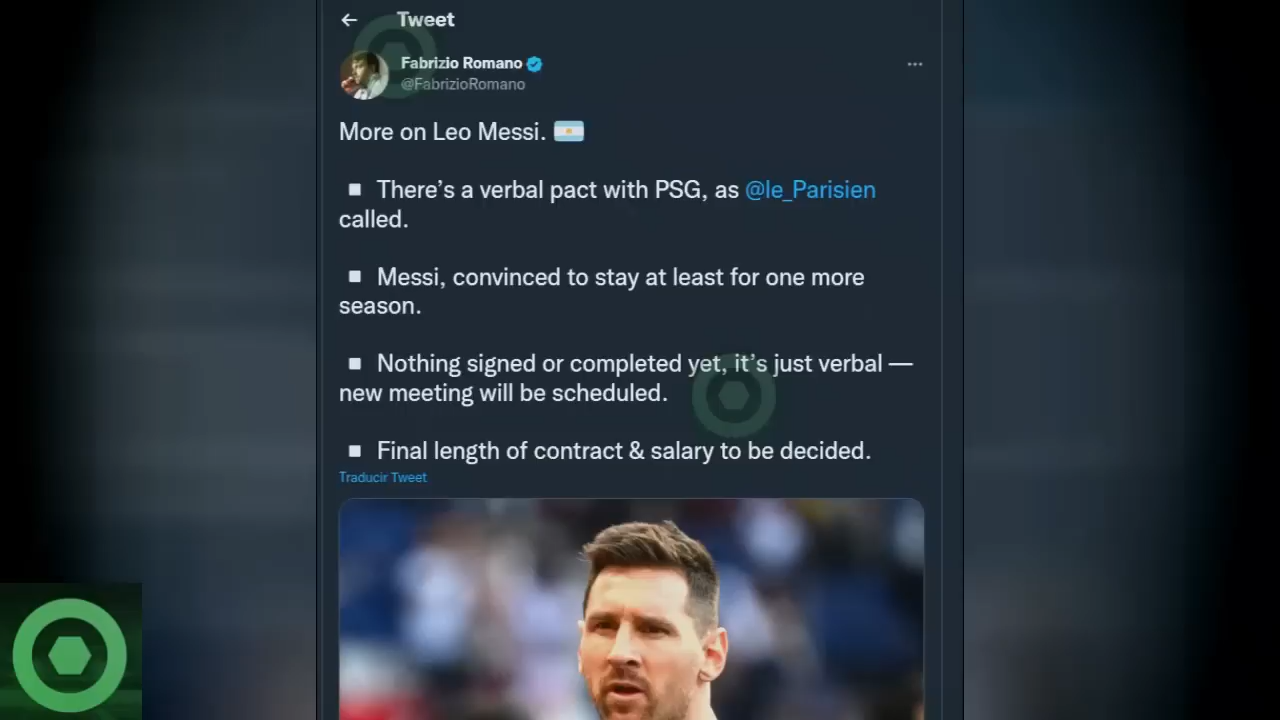 Tweet
Fabrizio Romano
@FabrizioRomano
More on Leo Messi. 🇦🇷
▪️ There’s a verbal pact with PSG, as @le_Parisien
called.
▪️ Messi, convinced to stay at least for one more
season.
▪️ Nothing signed or completed yet, it’s just verbal —
new meeting will be scheduled.
▪️ Final length of contract & salary to be decided.
Traducir Tweet